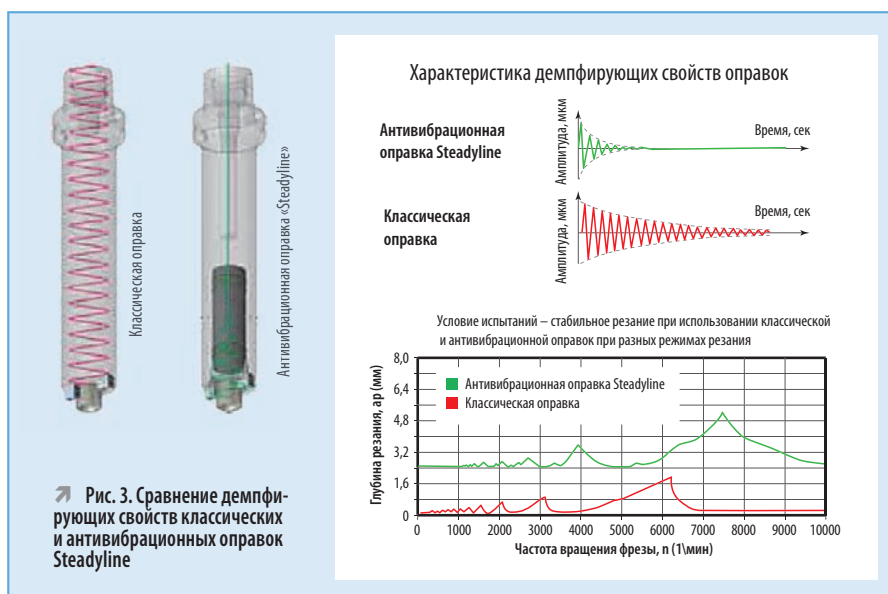 Классическая оправка
Антивибрационная оправка «Steadyline»
↗ Рис. 3. Сравнение демпфи-
рующих свойств классических
и антивибрационных оправок
Steadyline
Характеристика демпфирующих свойств оправок
Антивибрационная
оправка Steadyline
Амплитуда, мкм
Время, сек
Классическая
оправка
Амплитуда, мкм
Время, сек
Условие испытаний – стабильное резание при использовании классической
и антивибрационной оправок при разных режимах резания
Глубина резания, ap (мм)
8,0
6,4
4,8
3,2
1,6
0
Антивибрационная оправка Steadyline
Классическая оправка
0 1000 2000 3000 4000 5000 6000 7000 8000 9000 10000
Частота вращения фрезы, n (1\мин)